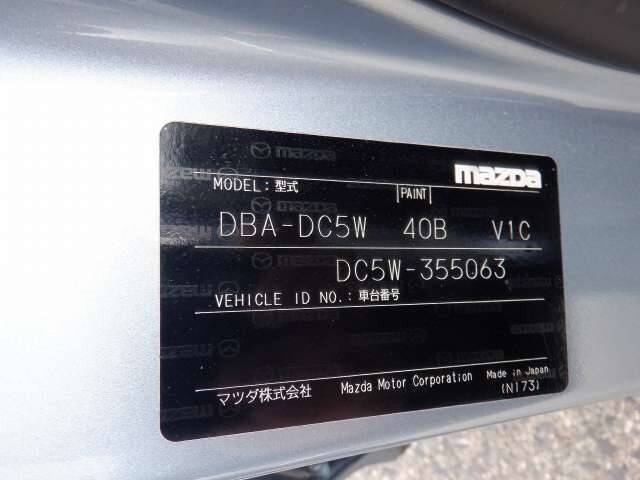 mazda
MODEL:型式 PAINT
DBA-DC5W 40B V1C
DC5W-355063
VEHICLE ID NO.:車台番号
マツダ株式会社 Mazda Motor Corporation Made in Japan
(N173)